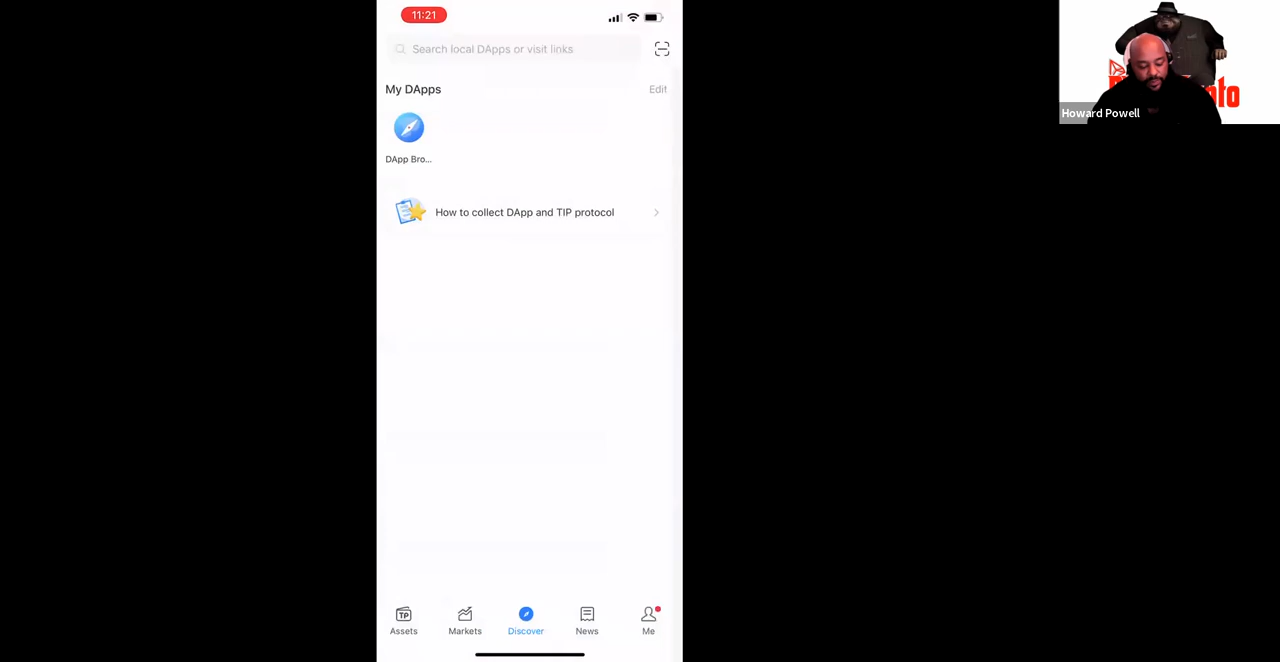 11:21
Search local DApps or visit links
My DApps
Edit
DApp Bro...
How to collect DApp and TIP protocol
TP
Assets
Markets
Discover
News
Me
Howard Powell